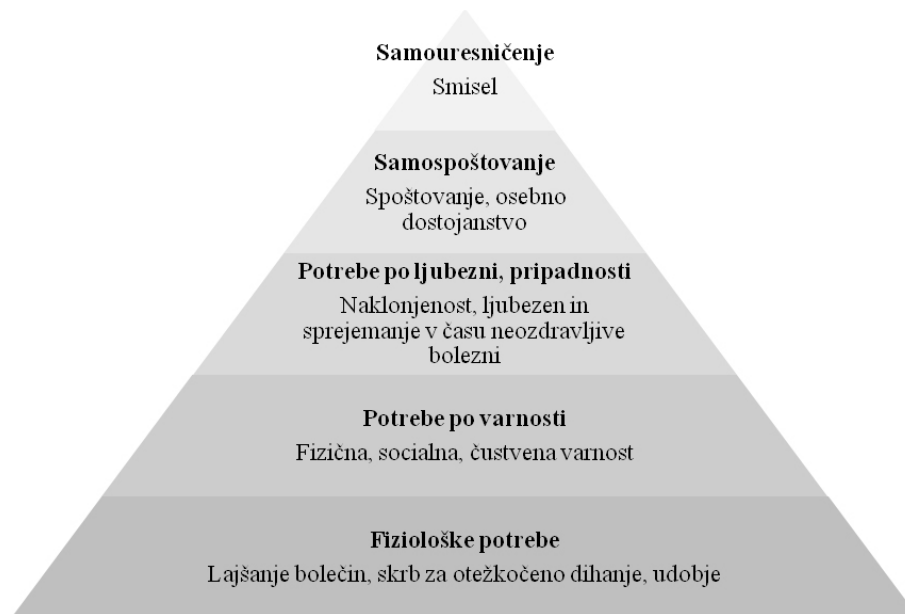 Samouresničenje
Smisel
Samospoštovanje
Spoštovanje, osebno
dostojanstvo
Potrebe po ljubezni, pripadnosti
Naklonjenost, ljubezen in
sprejemanje v času neozdravljive
bolezni
Potrebe po varnosti
Fizična, socialna, čustvena varnost
Fiziološke potrebe
Lajšanje bolečin, skrb za otežkočeno dihanje, udobje